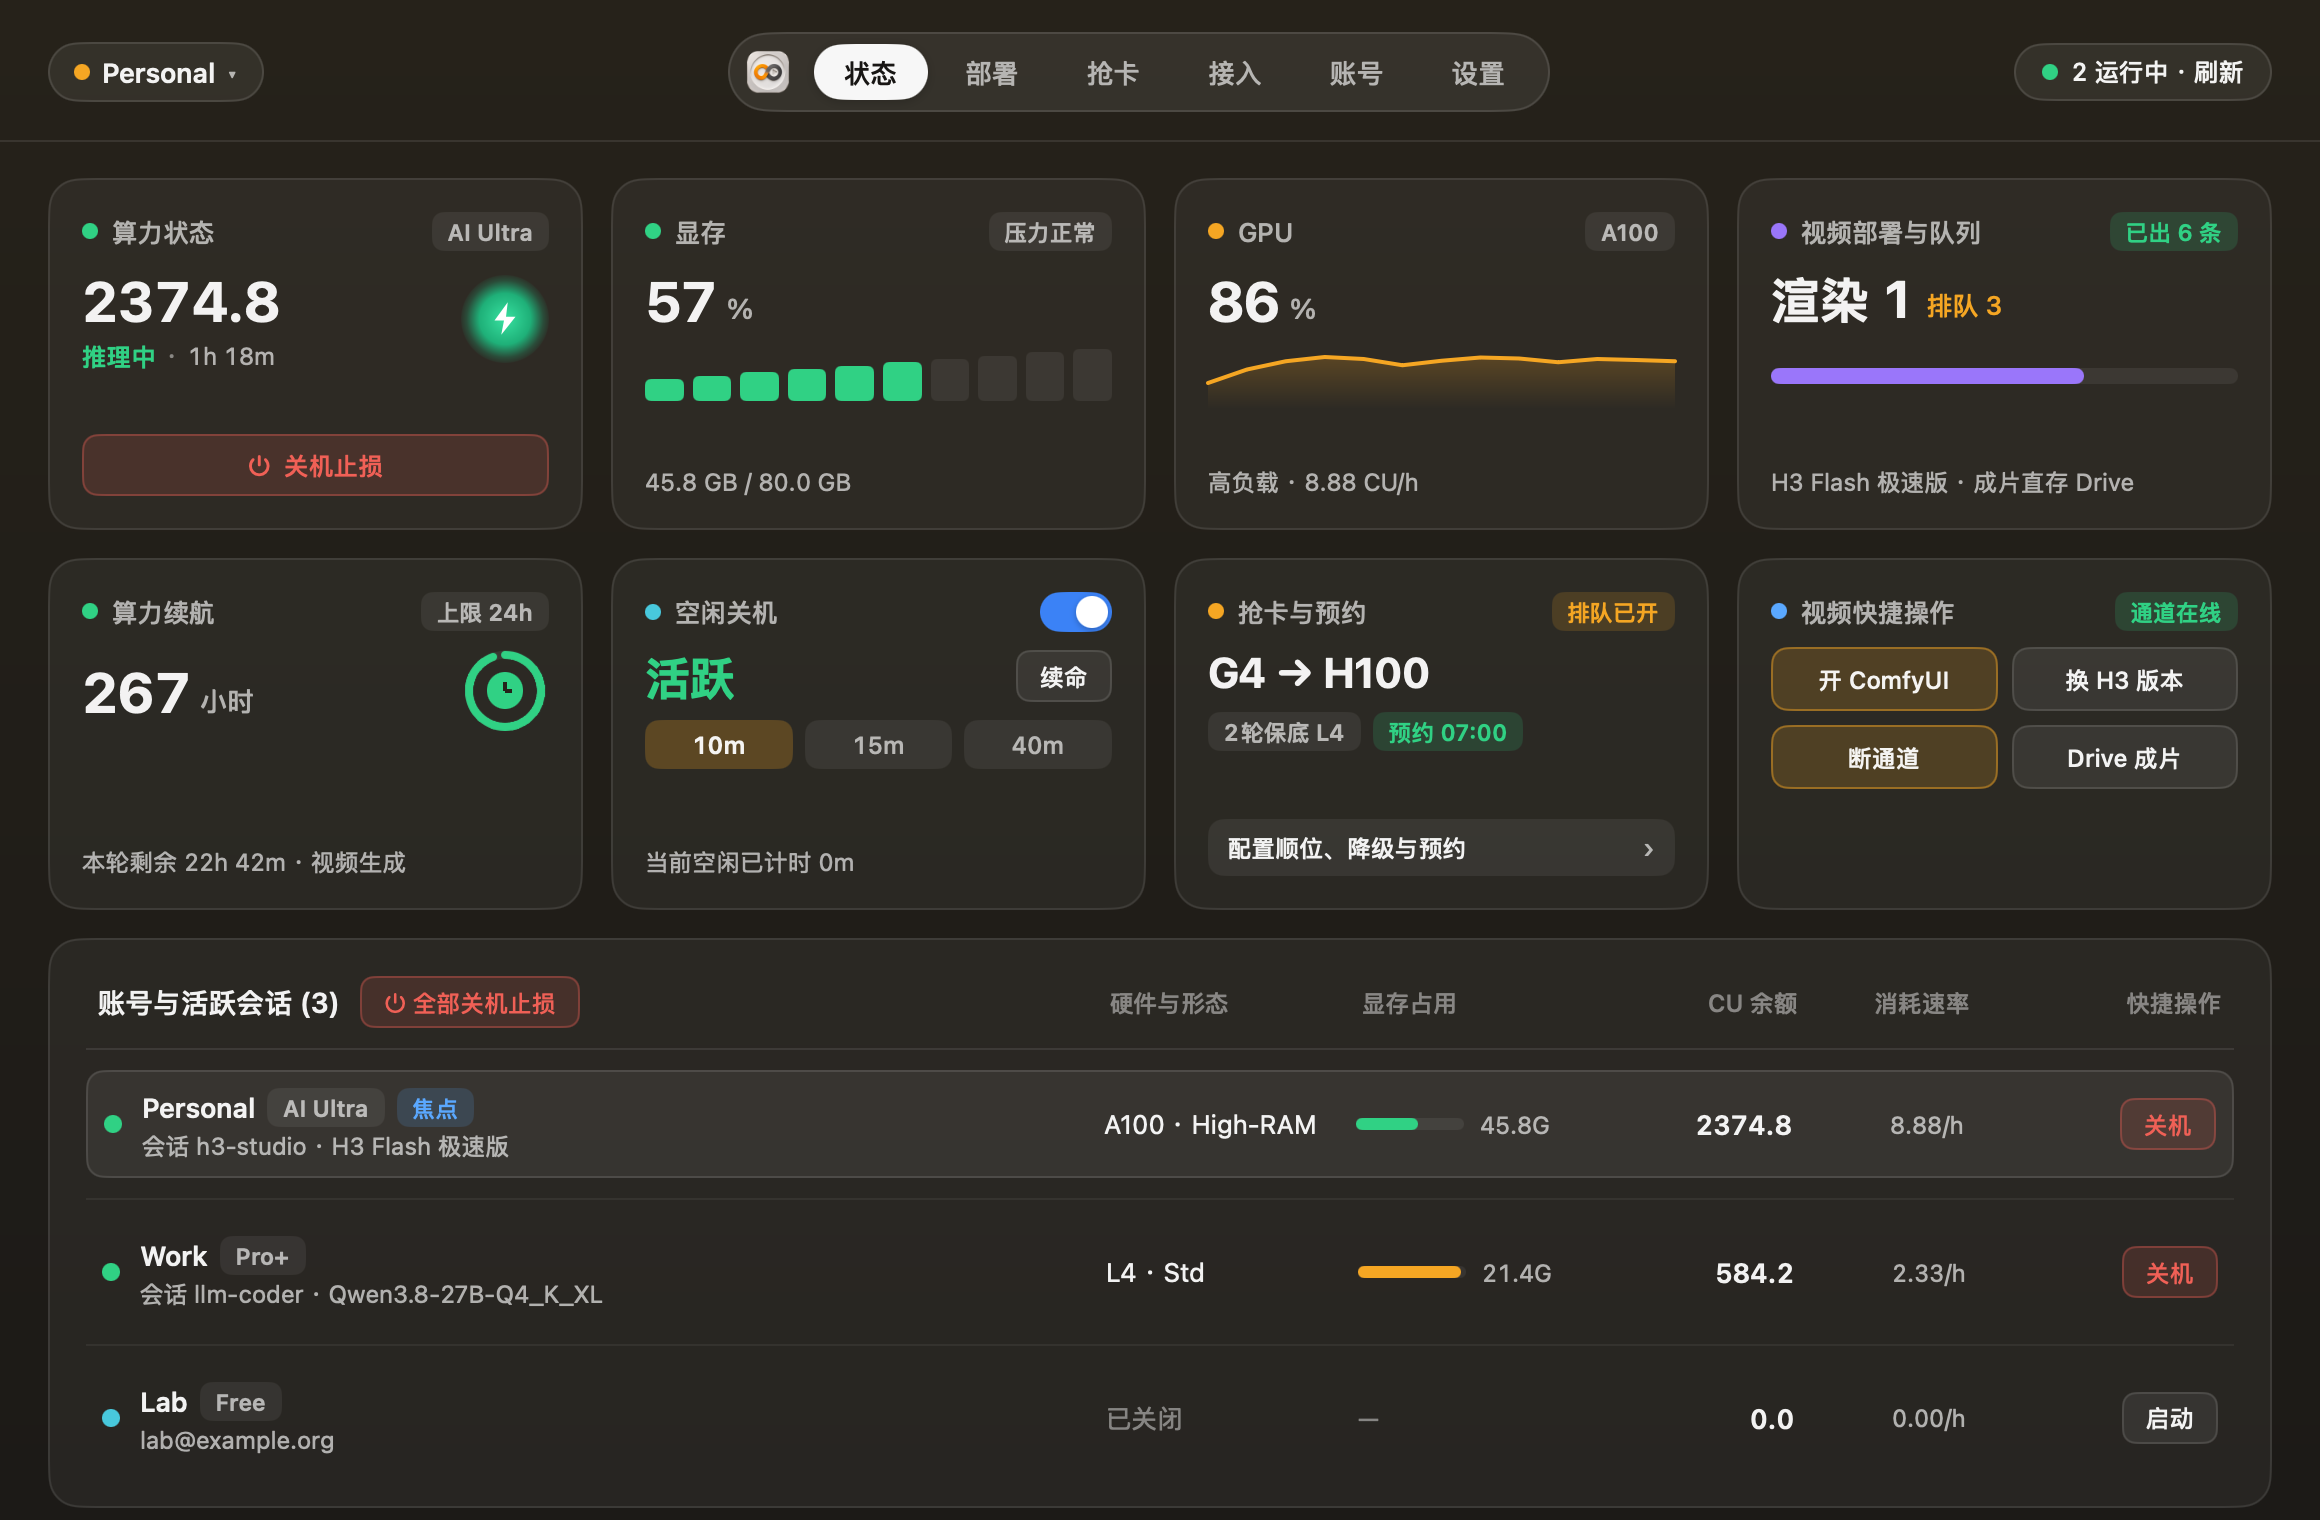 Personal ▾
状态 部署 抢卡 接入 账号 设置
2 运行中 · 刷新
算力状态 AI Ultra
2374.8
推理中 · 1h 18m
关机止损
显存 压力正常
57 %
45.8 GB / 80.0 GB
GPU A100
86 %
高负载 · 8.88 CU/h
视频部署与队列 已出 6 条
渲染 1 排队 3
H3 Flash 极速版 · 成片直存 Drive
算力续航 上限 24h
267 小时
本轮剩余 22h 42m · 视频生成
空闲关机
活跃 续命
10m 15m 40m
当前空闲已计时 0m
抢卡与预约 排队已开
G4 → H100
2轮保底 L4 预约 07:00
配置顺位、降级与预约 ›
视频快捷操作 通道在线
开 ComfyUI 换 H3 版本
断通道 Drive 成片
账号与活跃会话 (3) 全部关机止损 硬件与形态 显存占用 CU 余额 消耗速率 快捷操作
Personal AI Ultra 焦点
会话 h3-studio · H3 Flash 极速版
A100 · High-RAM 45.8G 2374.8 8.88/h 关机
Work Pro+
会话 llm-coder · Qwen3.8-27B-Q4_K_XL
L4 · Std 21.4G 584.2 2.33/h 关机
Lab Free
lab@example.org
已关闭 — 0.0 0.00/h 启动